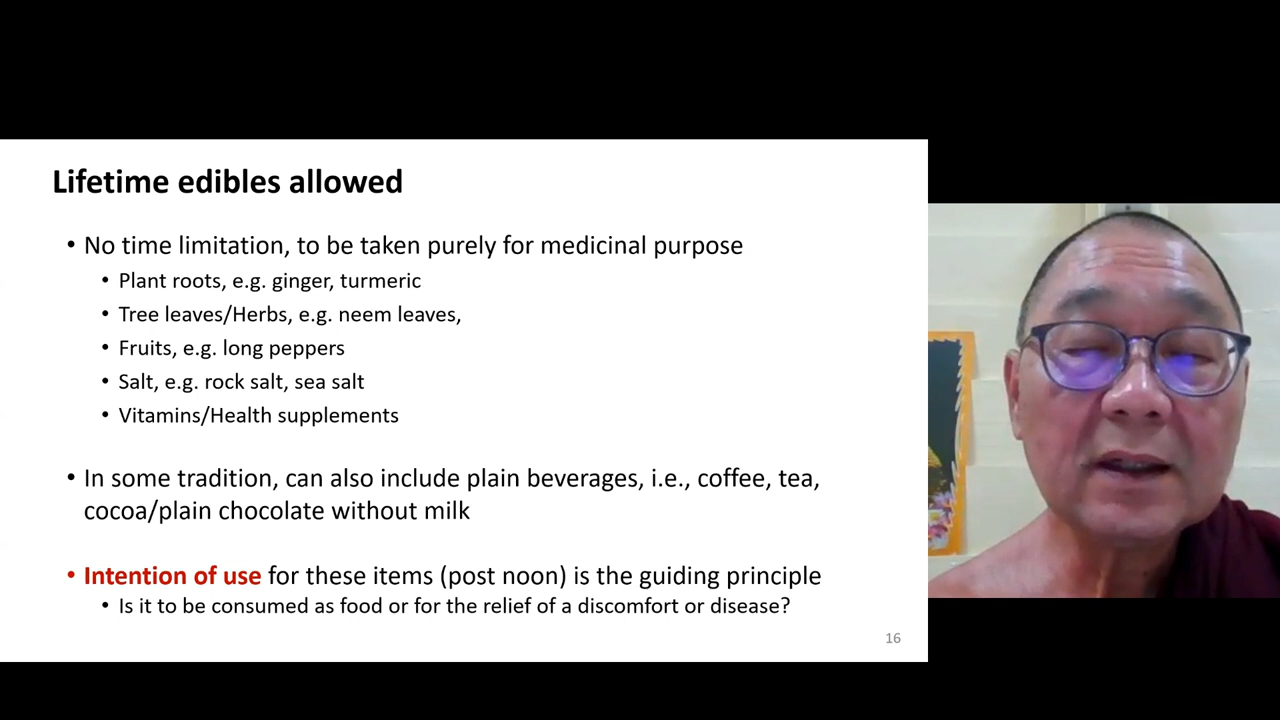 Lifetime edibles allowed
• No time limitation, to be taken purely for medicinal purpose
• Plant roots, e.g. ginger, turmeric
• Tree leaves/Herbs, e.g. neem leaves,
• Fruits, e.g. long peppers
• Salt, e.g. rock salt, sea salt
• Vitamins/Health supplements
• In some tradition, can also include plain beverages, i.e., coffee, tea,
cocoa/plain chocolate without milk
• Intention of use for these items (post noon) is the guiding principle
• Is it to be consumed as food or for the relief of a discomfort or disease?
16